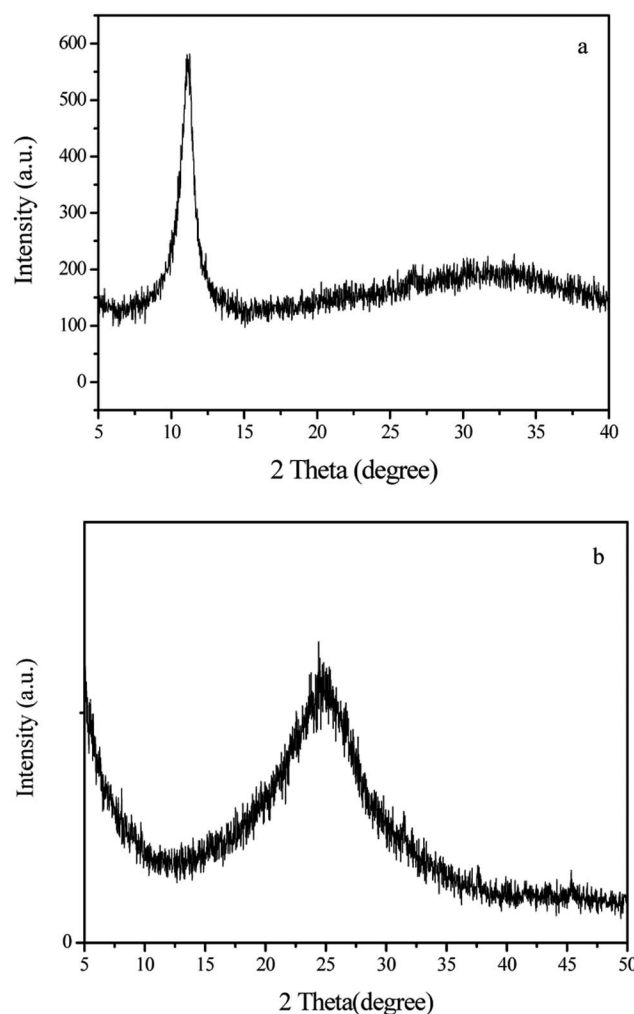 a
600
500
400
300
200
100
0
Intensity (a.u.)
5 10 15 20 25 30 35 40
2 Theta (degree)
b
Intensity (a.u.)
0
5 10 15 20 25 30 35 40 45 50
2 Theta(degree)